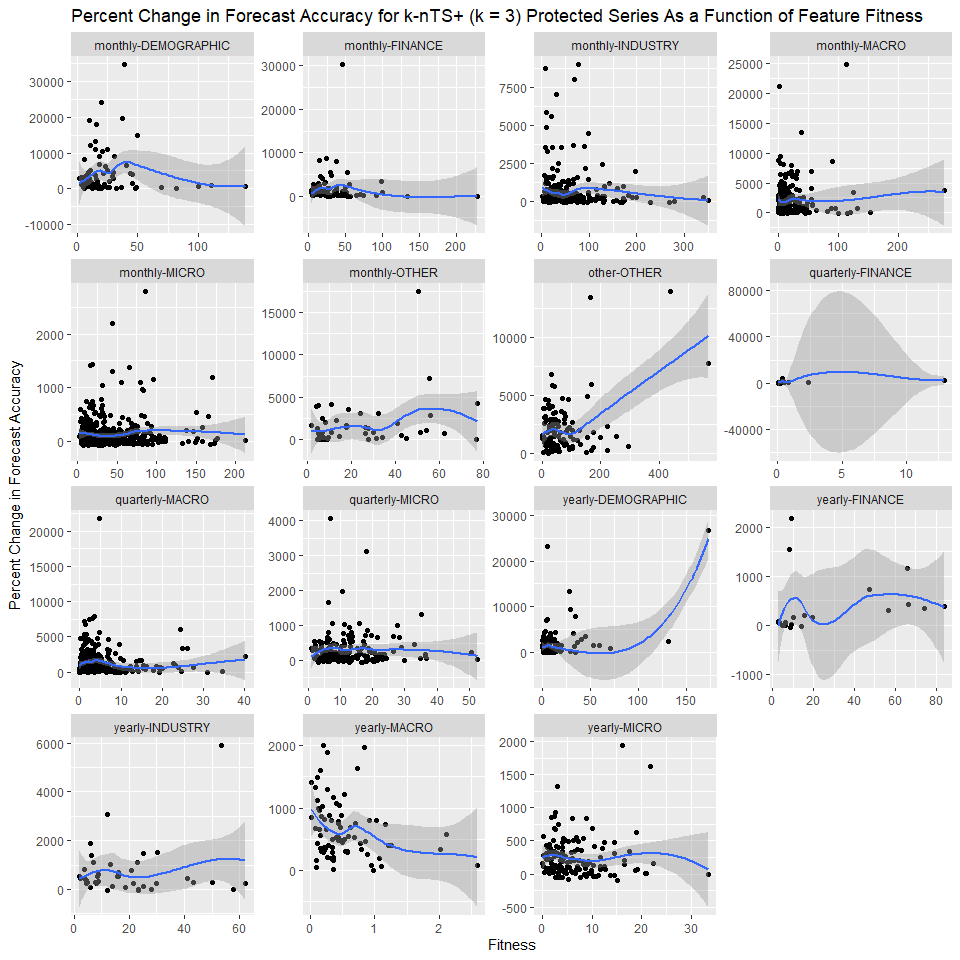 Percent Change in Forecast Accuracy for k-nTS+ (k = 3) Protected Series As a Function of Feature Fitness
monthly-DEMOGRAPHIC
30000
20000
10000
0
-10000
0 50 100
monthly-FINANCE
30000
20000
10000
0
0 50 100 150 200
monthly-INDUSTRY
7500
5000
2500
0
0 100 200 300
monthly-MACRO
25000
20000
15000
10000
5000
0
0 100 200
monthly-MICRO
2000
1000
0
0 50 100 150 200
monthly-OTHER
15000
10000
5000
0
0 20 40 60 80
other-OTHER
10000
5000
0
0 200 400
quarterly-FINANCE
80000
40000
0
-40000
0 5 10
Percent Change in Forecast Accuracy
quarterly-MACRO
20000
15000
10000
5000
0
0 10 20 30 40
quarterly-MICRO
4000
3000
2000
1000
0
0 10 20 30 40 50
yearly-DEMOGRAPHIC
30000
20000
10000
0
0 50 100 150
yearly-FINANCE
2000
1000
0
-1000
0 20 40 60 80
yearly-INDUSTRY
6000
4000
2000
0
0 20 40 60
yearly-MACRO
2000
1000
0
0 1 2
yearly-MICRO
2000
1500
1000
500
0
-500
0 10 20 30
Fitness